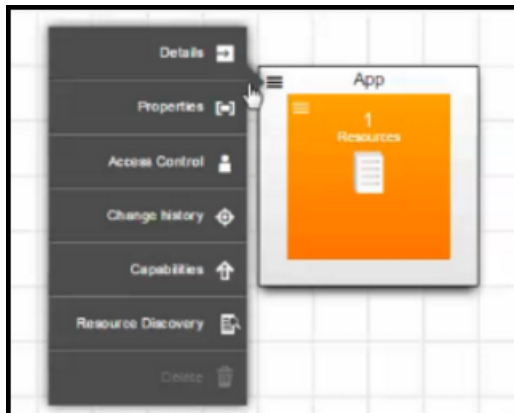 Details
Properties
Access Control
Change history
Capabilities
Resource Discovery
Delete
App
1
Resources